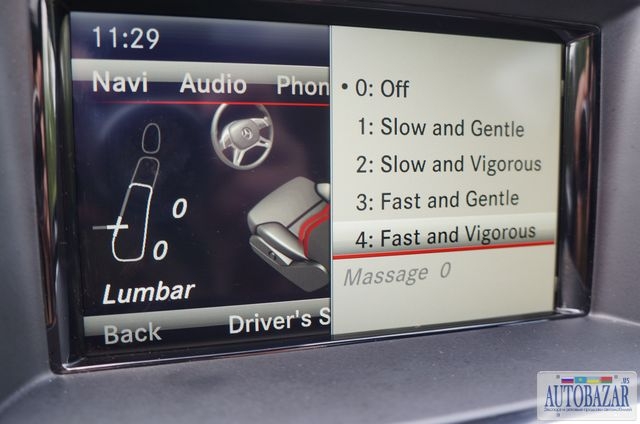 11:29
Navi Audio Phon
0
0
Lumbar
Back Driver's S
• 0: Off
1: Slow and Gentle
2: Slow and Vigorous
3: Fast and Gentle
4: Fast and Vigorous
Massage 0
AUTOBAZAR.US